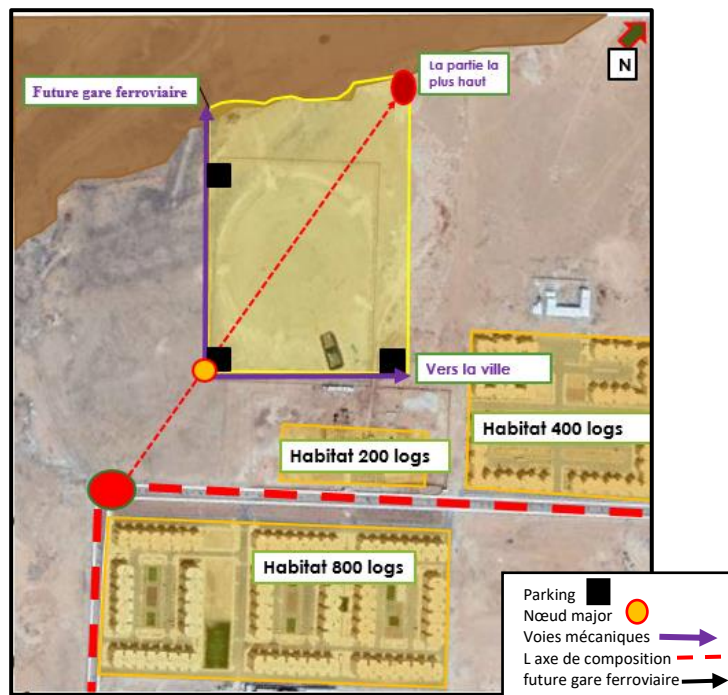 N
La partie la
plus haut
Future gare ferroviaire
Vers la ville
Habitat 400 logs
Habitat 200 logs
Habitat 800 logs
Parking
Nœud major
Voies mécaniques
L axe de composition
future gare ferroviaire